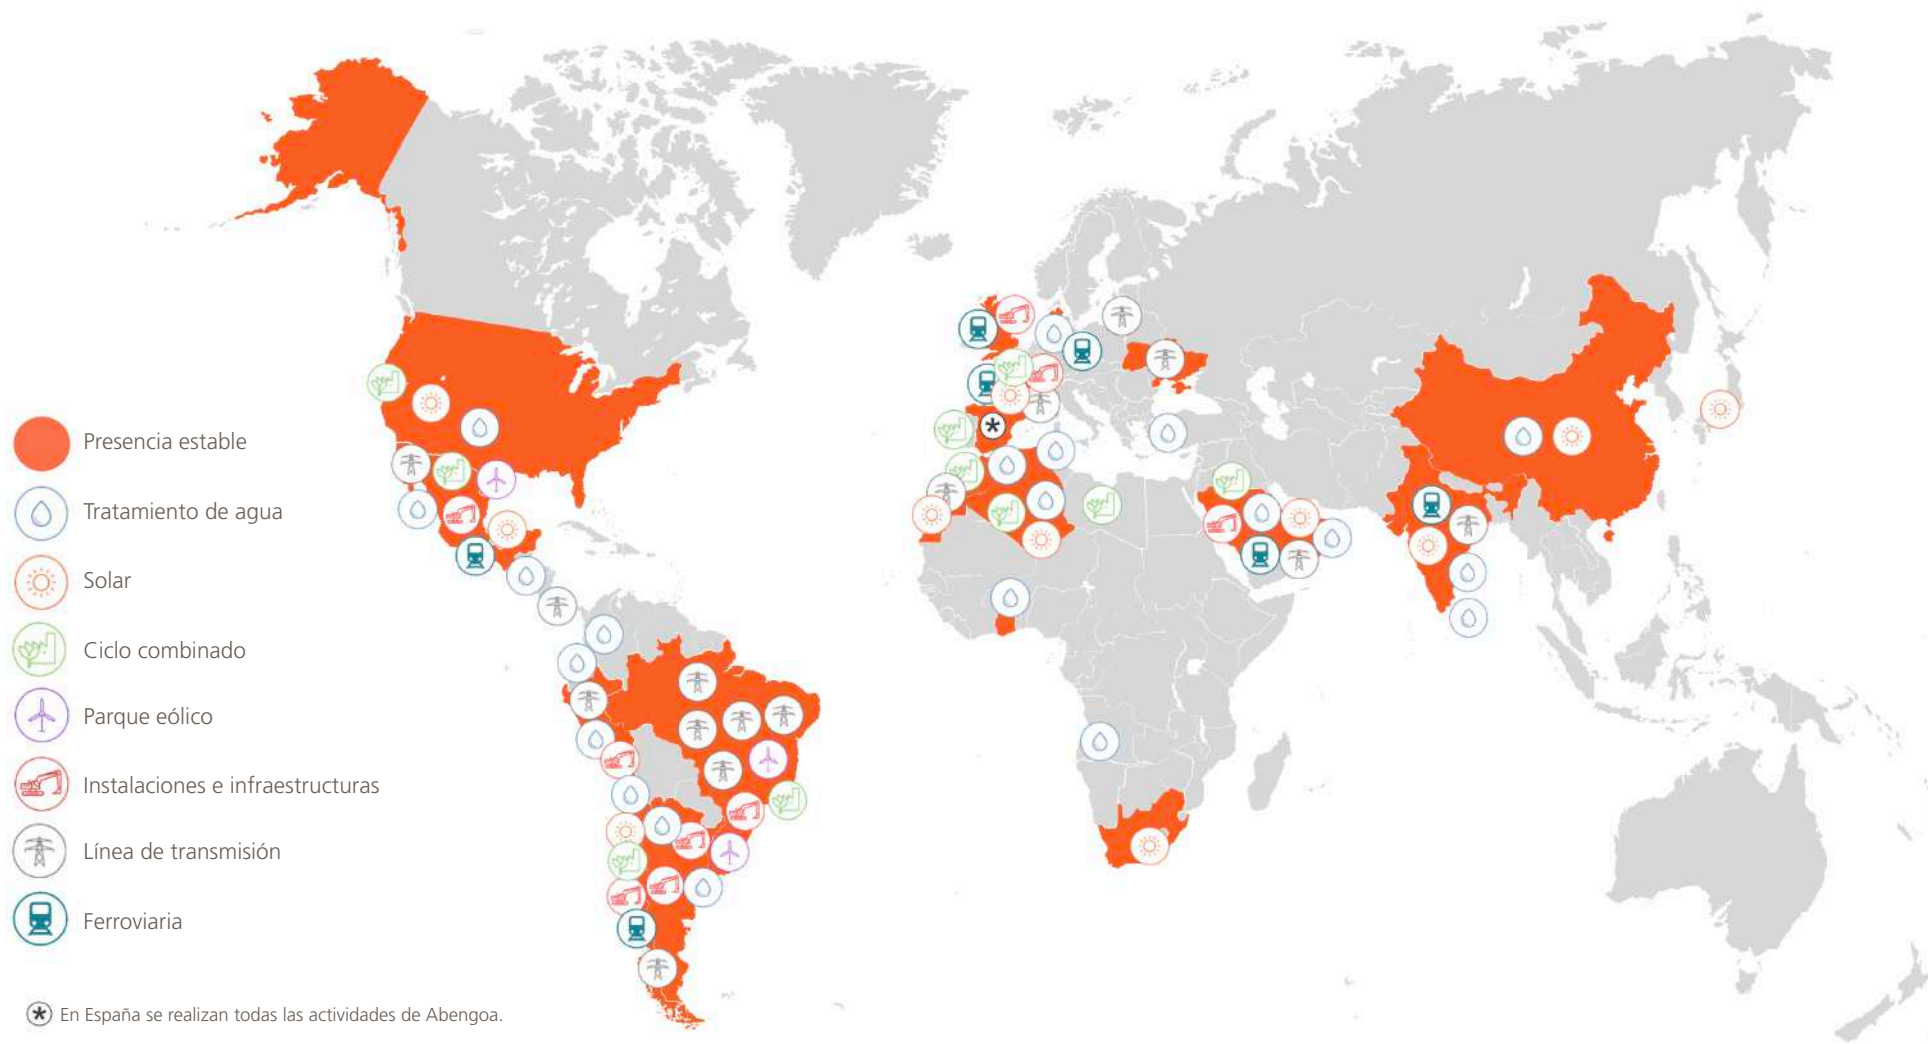 Presencia estable
Tratamiento de agua
Solar
Ciclo combinado
Parque eólico
Instalaciones e infraestructuras
Línea de transmisión
Ferroviaria
* En España se realizan todas las actividades de Abengoa.